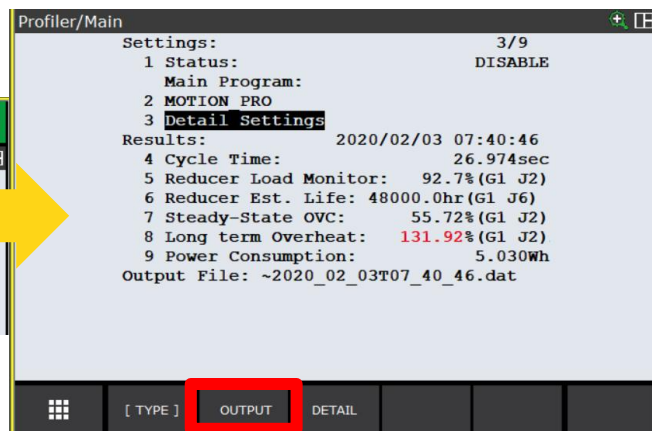 Profiler/Main
Settings: 3/9
1 Status: DISABLE
Main Program:
2 MOTION_PRO
3 Detail Settings
Results: 2020/02/03 07:40:46
4 Cycle Time: 26.974sec
5 Reducer Load Monitor: 92.7%(G1 J2)
6 Reducer Est. Life: 48000.0hr(G1 J6)
7 Steady-State OVC: 55.72%(G1 J2)
8 Long term Overheat: 131.92%(G1 J2)
9 Power Consumption: 5.030Wh
Output File: ~2020_02_03T07_40_46.dat
[ TYPE ] OUTPUT DETAIL